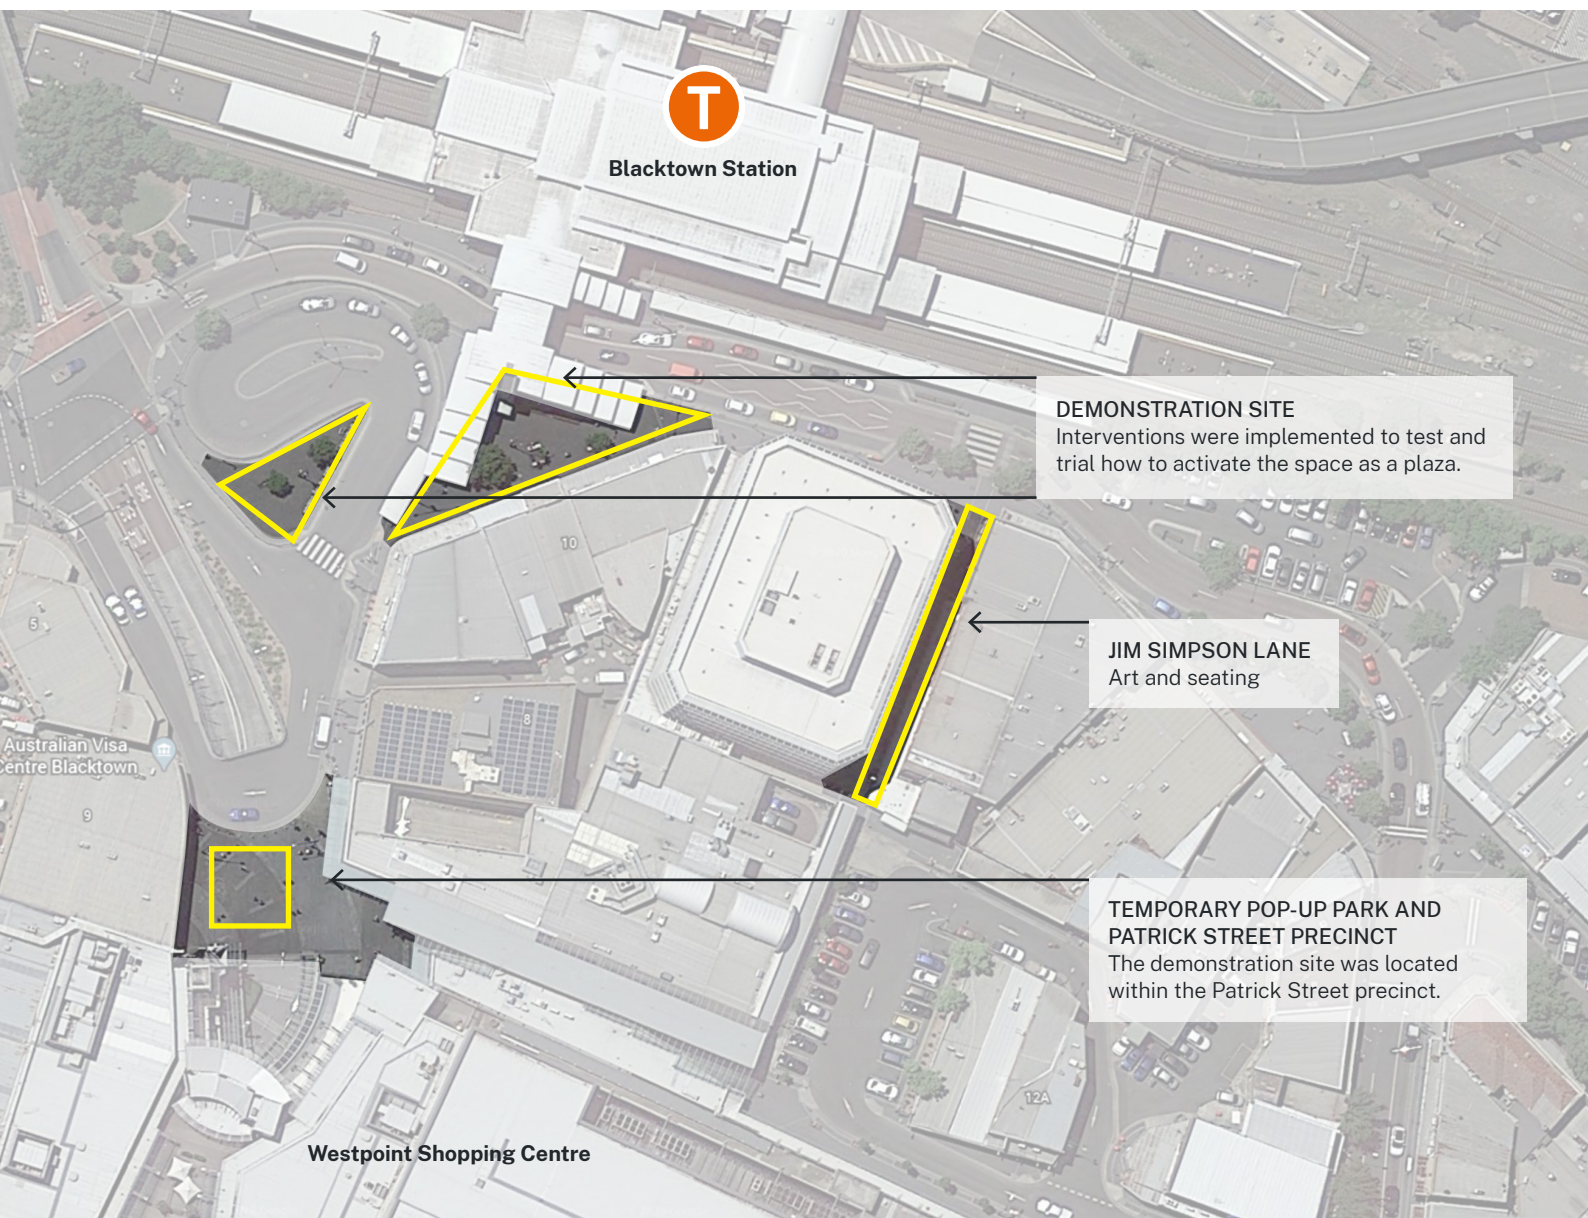 T
Blacktown Station
DEMONSTRATION SITE
Interventions were implemented to test and
trial how to activate the space as a plaza.
10
5
JIM SIMPSON LANE
Art and seating
8
Australian Visa
Centre Blacktown
9
TEMPORARY POP-UP PARK AND
PATRICK STREET PRECINCT
The demonstration site was located
within the Patrick Street precinct.
12A
Westpoint Shopping Centre